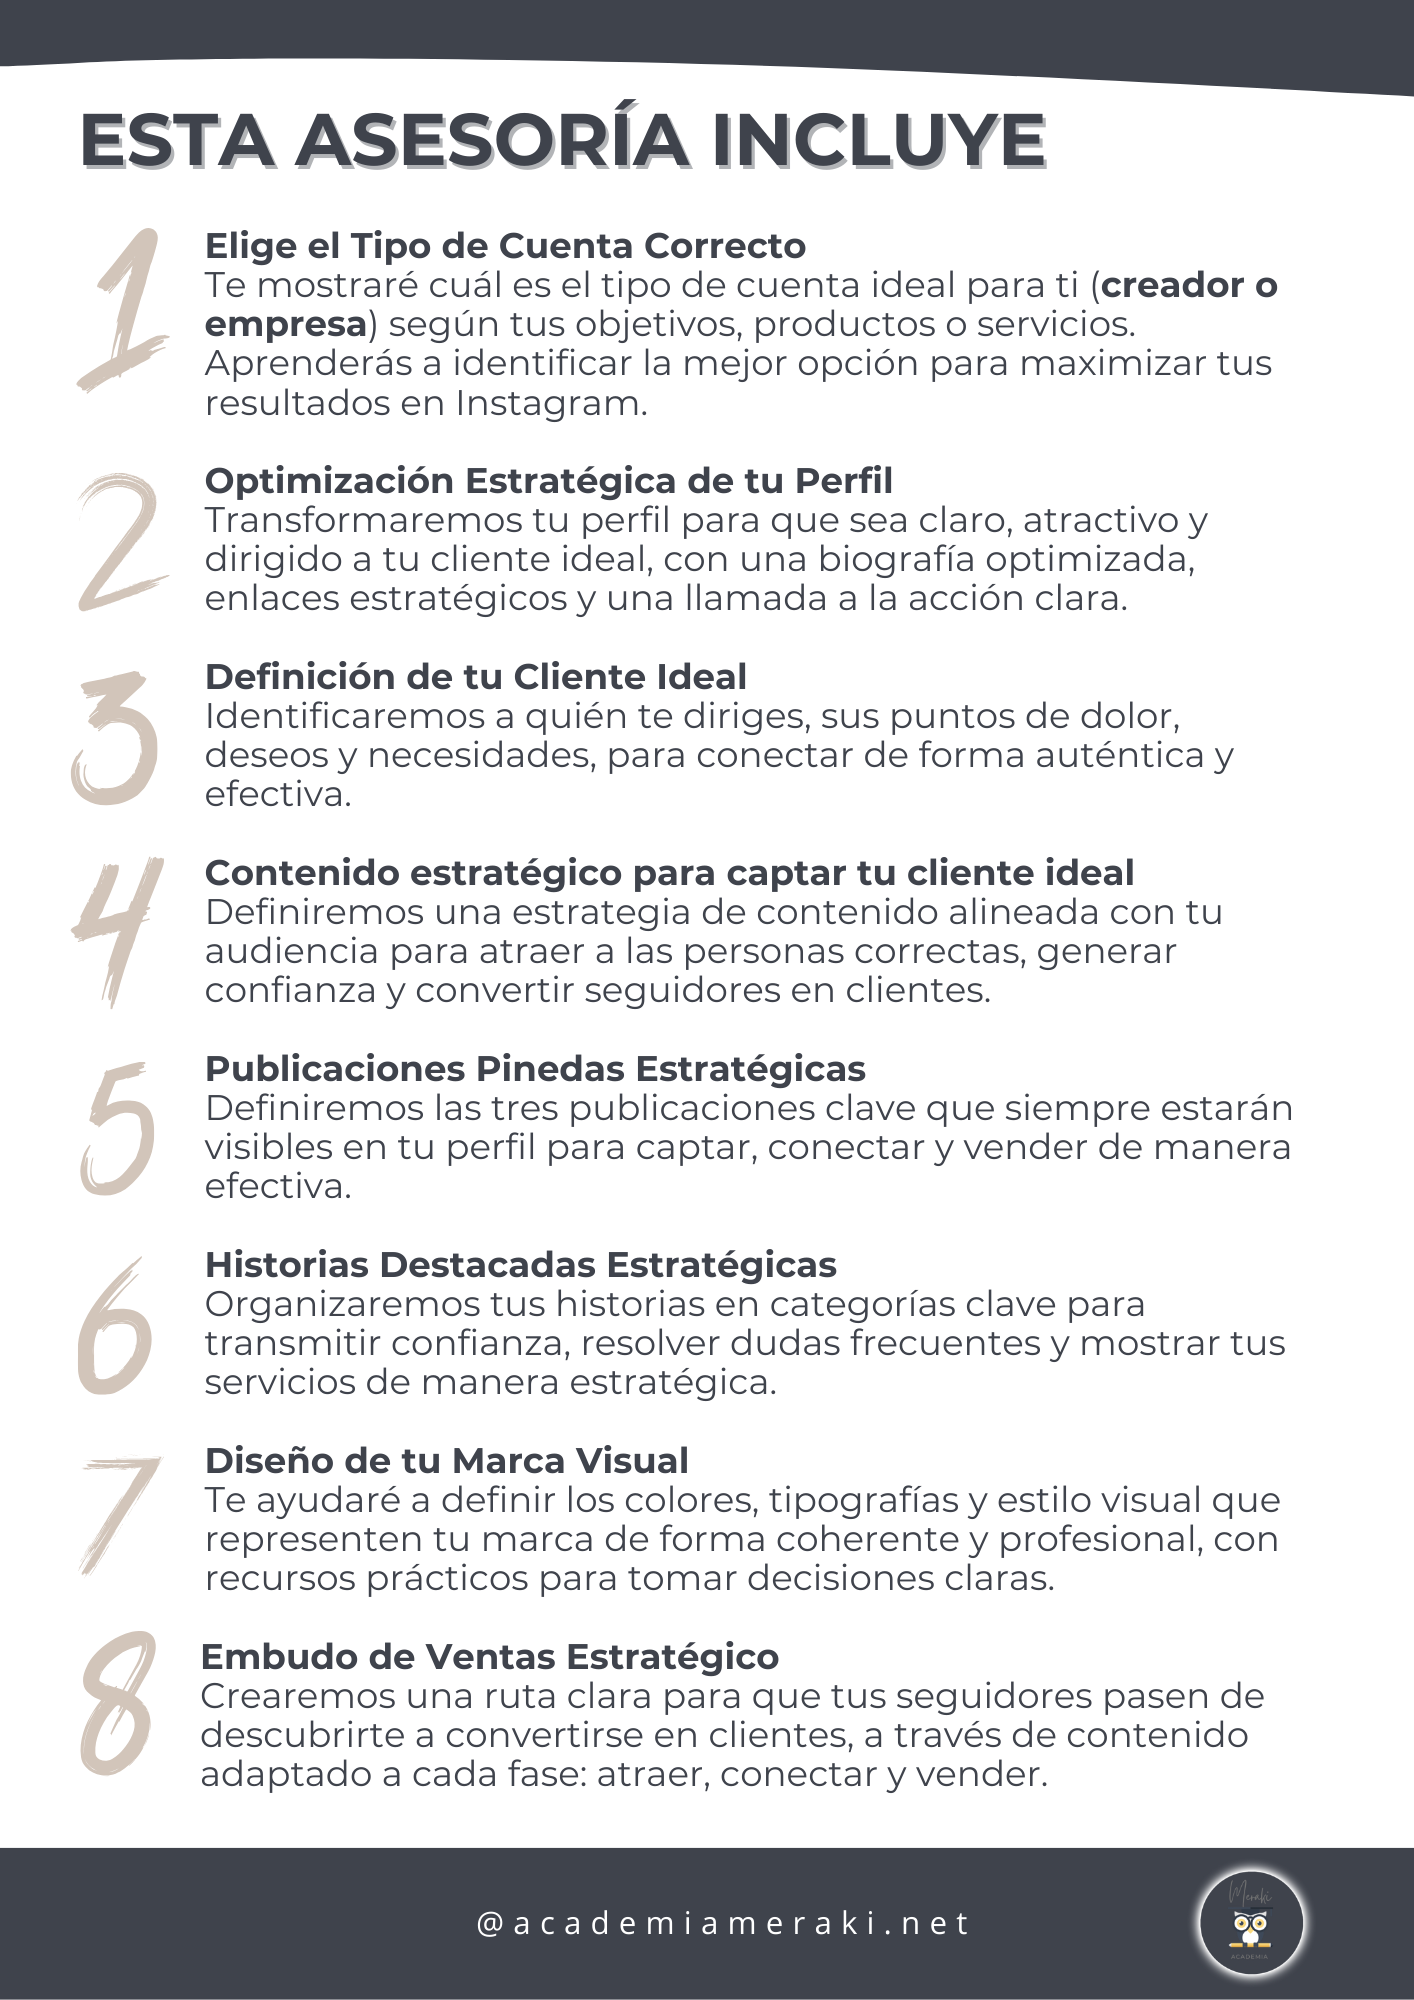 ESTA ASESORÍA INCLUYE
1
Elige el Tipo de Cuenta Correcto
Te mostraré cuál es el tipo de cuenta ideal para ti (creador o
empresa) según tus objetivos, productos o servicios.
Aprenderás a identificar la mejor opción para maximizar tus
resultados en Instagram.
2
Optimización Estratégica de tu Perfil
Transformaremos tu perfil para que sea claro, atractivo y
dirigido a tu cliente ideal, con una biografía optimizada,
enlaces estratégicos y una llamada a la acción clara.
3
Definición de tu Cliente Ideal
Identificaremos a quién te diriges, sus puntos de dolor,
deseos y necesidades, para conectar de forma auténtica y
efectiva.
4
Contenido estratégico para captar tu cliente ideal
Definiremos una estrategia de contenido alineada con tu
audiencia para atraer a las personas correctas, generar
confianza y convertir seguidores en clientes.
5
Publicaciones Pinedas Estratégicas
Definiremos las tres publicaciones clave que siempre estarán
visibles en tu perfil para captar, conectar y vender de manera
efectiva.
6
Historias Destacadas Estratégicas
Organizaremos tus historias en categorías clave para
transmitir confianza, resolver dudas frecuentes y mostrar tus
servicios de manera estratégica.
7
Diseño de tu Marca Visual
Te ayudaré a definir los colores, tipografías y estilo visual que
representen tu marca de forma coherente y profesional, con
recursos prácticos para tomar decisiones claras.
8
Embudo de Ventas Estratégico
Crearemos una ruta clara para que tus seguidores pasen de
descubrirte a convertirse en clientes, a través de contenido
adaptado a cada fase: atraer, conectar y vender.
@academiameraki.net
Meraki
ACADEMIA